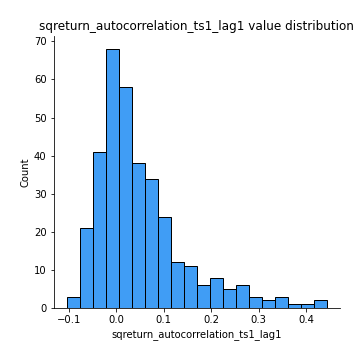 sqreturn_autocorrelation_ts1_lag1 value distribution
70
60
50
40
30
20
10
0
Count
−0.1 0.0 0.1 0.2 0.3 0.4
sqreturn_autocorrelation_ts1_lag1